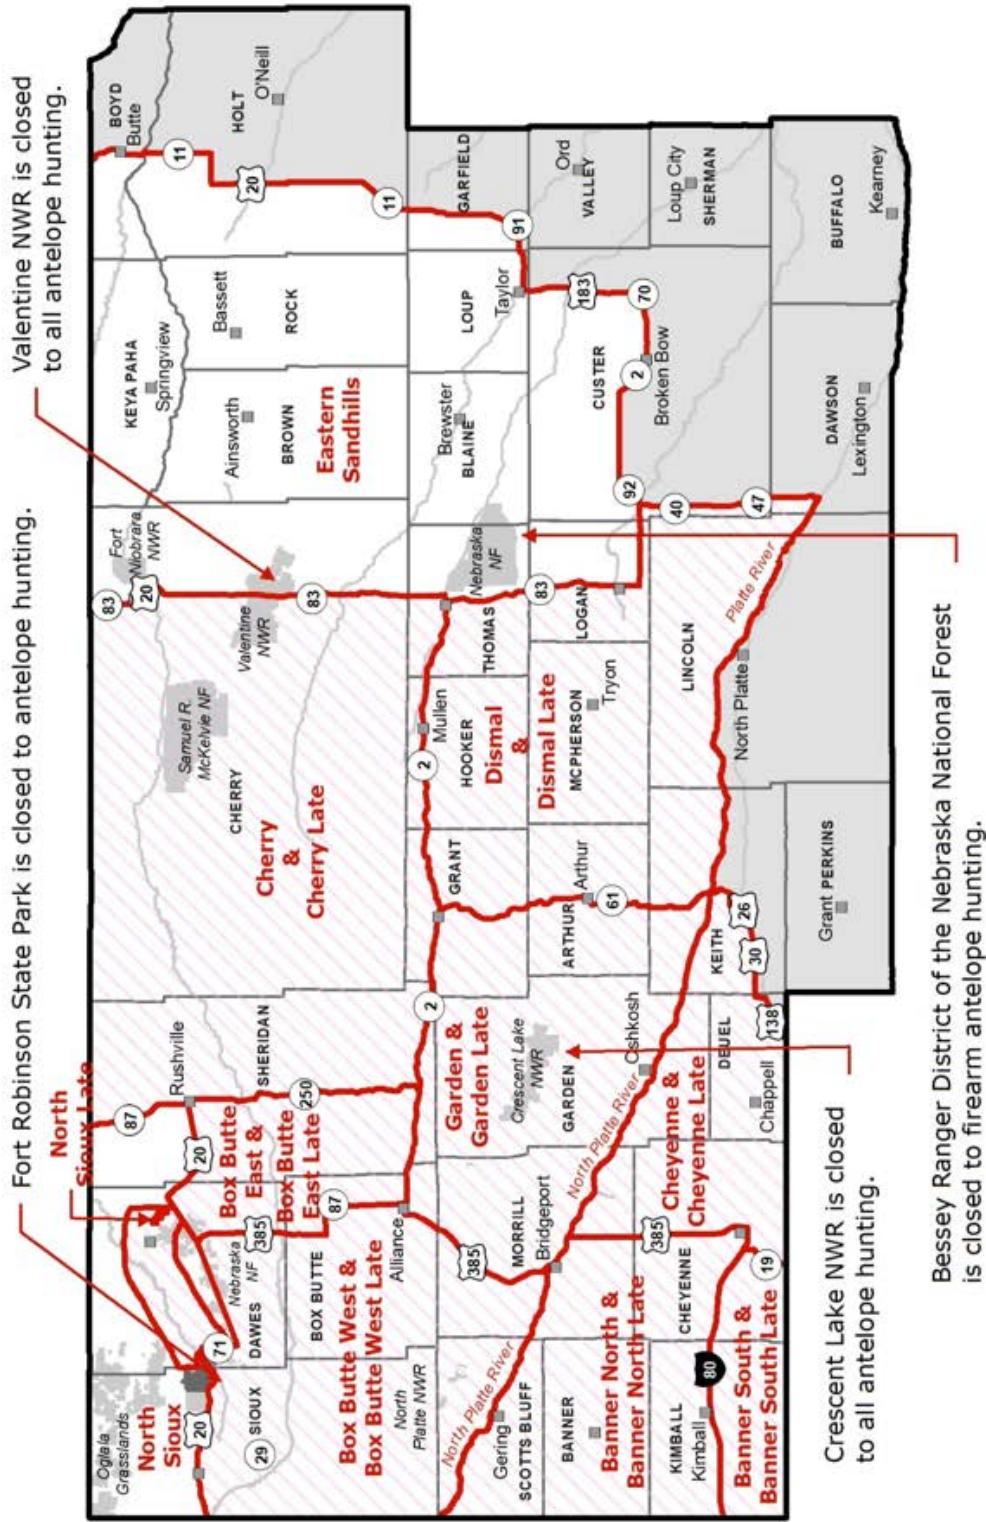 Fort Robinson State Park is closed to antelope hunting.
Valentine NWR is closed
to all antelope hunting.
North
Sioux Late
87
Rushville
20
SHERIDAN
250
Box Butte
East &
Box Butte
East Late
385
87
Nebraska
NF
DAWES
71
Oglala
Grasslands
North
Sioux
20
29
SIOUX
BOX BUTTE
Box Butte West &
Box Butte West Late
Alliance
North
Platte NWR
83
20
Fort
Niobrara
NWR
Valentine
NWR
83
Samuel R.
McKelvie NF
CHERRY
Cherry
&
Cherry Late
KEYA PAHA
Springview
Ainsworth
BROWN
Bassett
ROCK
Eastern
Sandhills
BOYD
Butte
11
20
HOLT
O'Neill
11
2
Garden &
Garden Late
Crescent Lake
NWR
GARDEN
Oshkosh
GRANT
2
Mullen
HOOKER
THOMAS
Nebraska
NF
Dismal
&
Dismal Late
Brewster
BLAINE
LOUP
Taylor
GARFIELD
91
Ord
VALLEY
183
70
2
Broken Bow
CUSTER
92
83
LOGAN
MCPHERSON
Tryon
ARTHUR
Arthur
61
LINCOLN
40
47
Platte River
North Platte
KEITH
26
30
138
DEUEL
Chappell
North Platte River
Cheyenne &
Cheyenne Late
385
MORRILL
Bridgeport
385
CHEYENNE
19
North Platte River
Gering
SCOTTS BLUFF
BANNER
Banner North &
Banner North Late
KIMBALL
Kimball
80
Banner South &
Banner South Late
Grant
PERKINS
DAWSON
Lexington
BUFFALO
Kearney
Loup City
SHERMAN
Crescent Lake NWR is closed
to all antelope hunting.
Bessey Ranger District of the Nebraska National Forest
is closed to firearm antelope hunting.